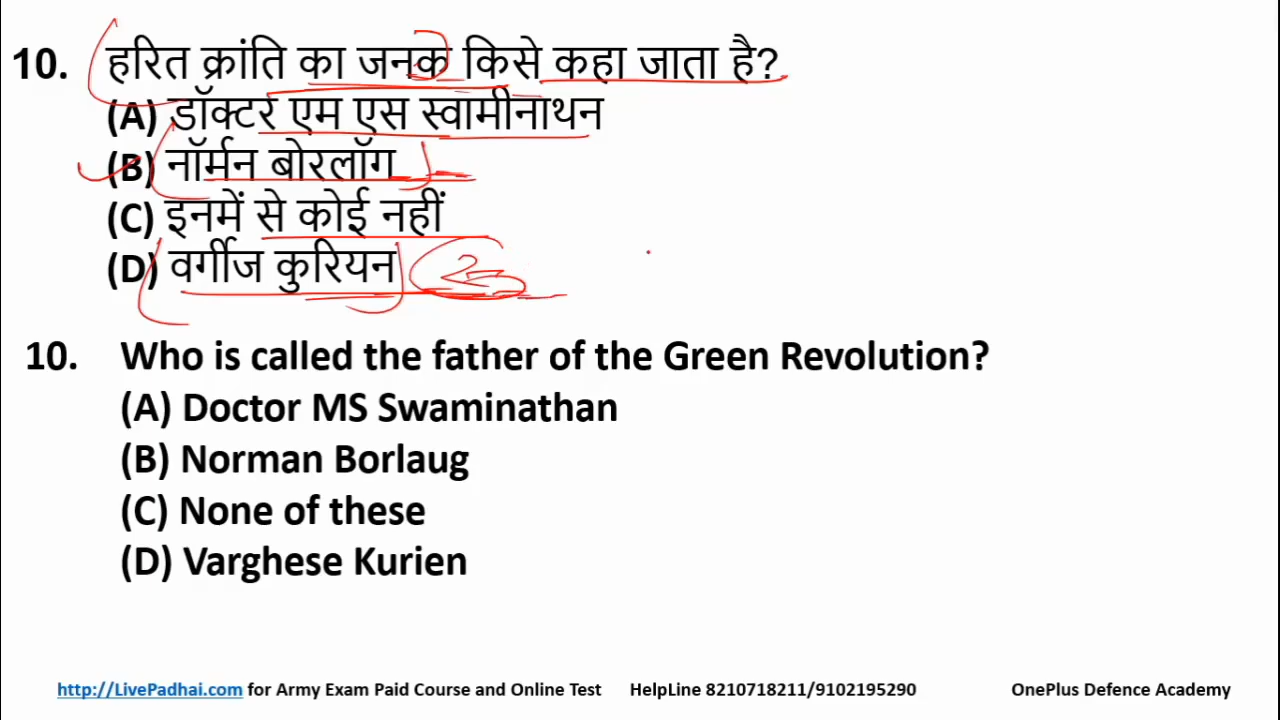 10. हरित क्रांति का जनक किसे कहा जाता है?
(A) डॉक्टर एम एस स्वामीनाथन
(B) नॉर्मन बोरलॉग
(C) इनमें से कोई नहीं
(D) वर्गीज कुरियन
10. Who is called the father of the Green Revolution?
(A) Doctor MS Swaminathan
(B) Norman Borlaug
(C) None of these
(D) Varghese Kurien
http://LivePadhai.com for Army Exam Paid Course and Online Test HelpLine 8210718211/9102195290 OnePlus Defence Academy